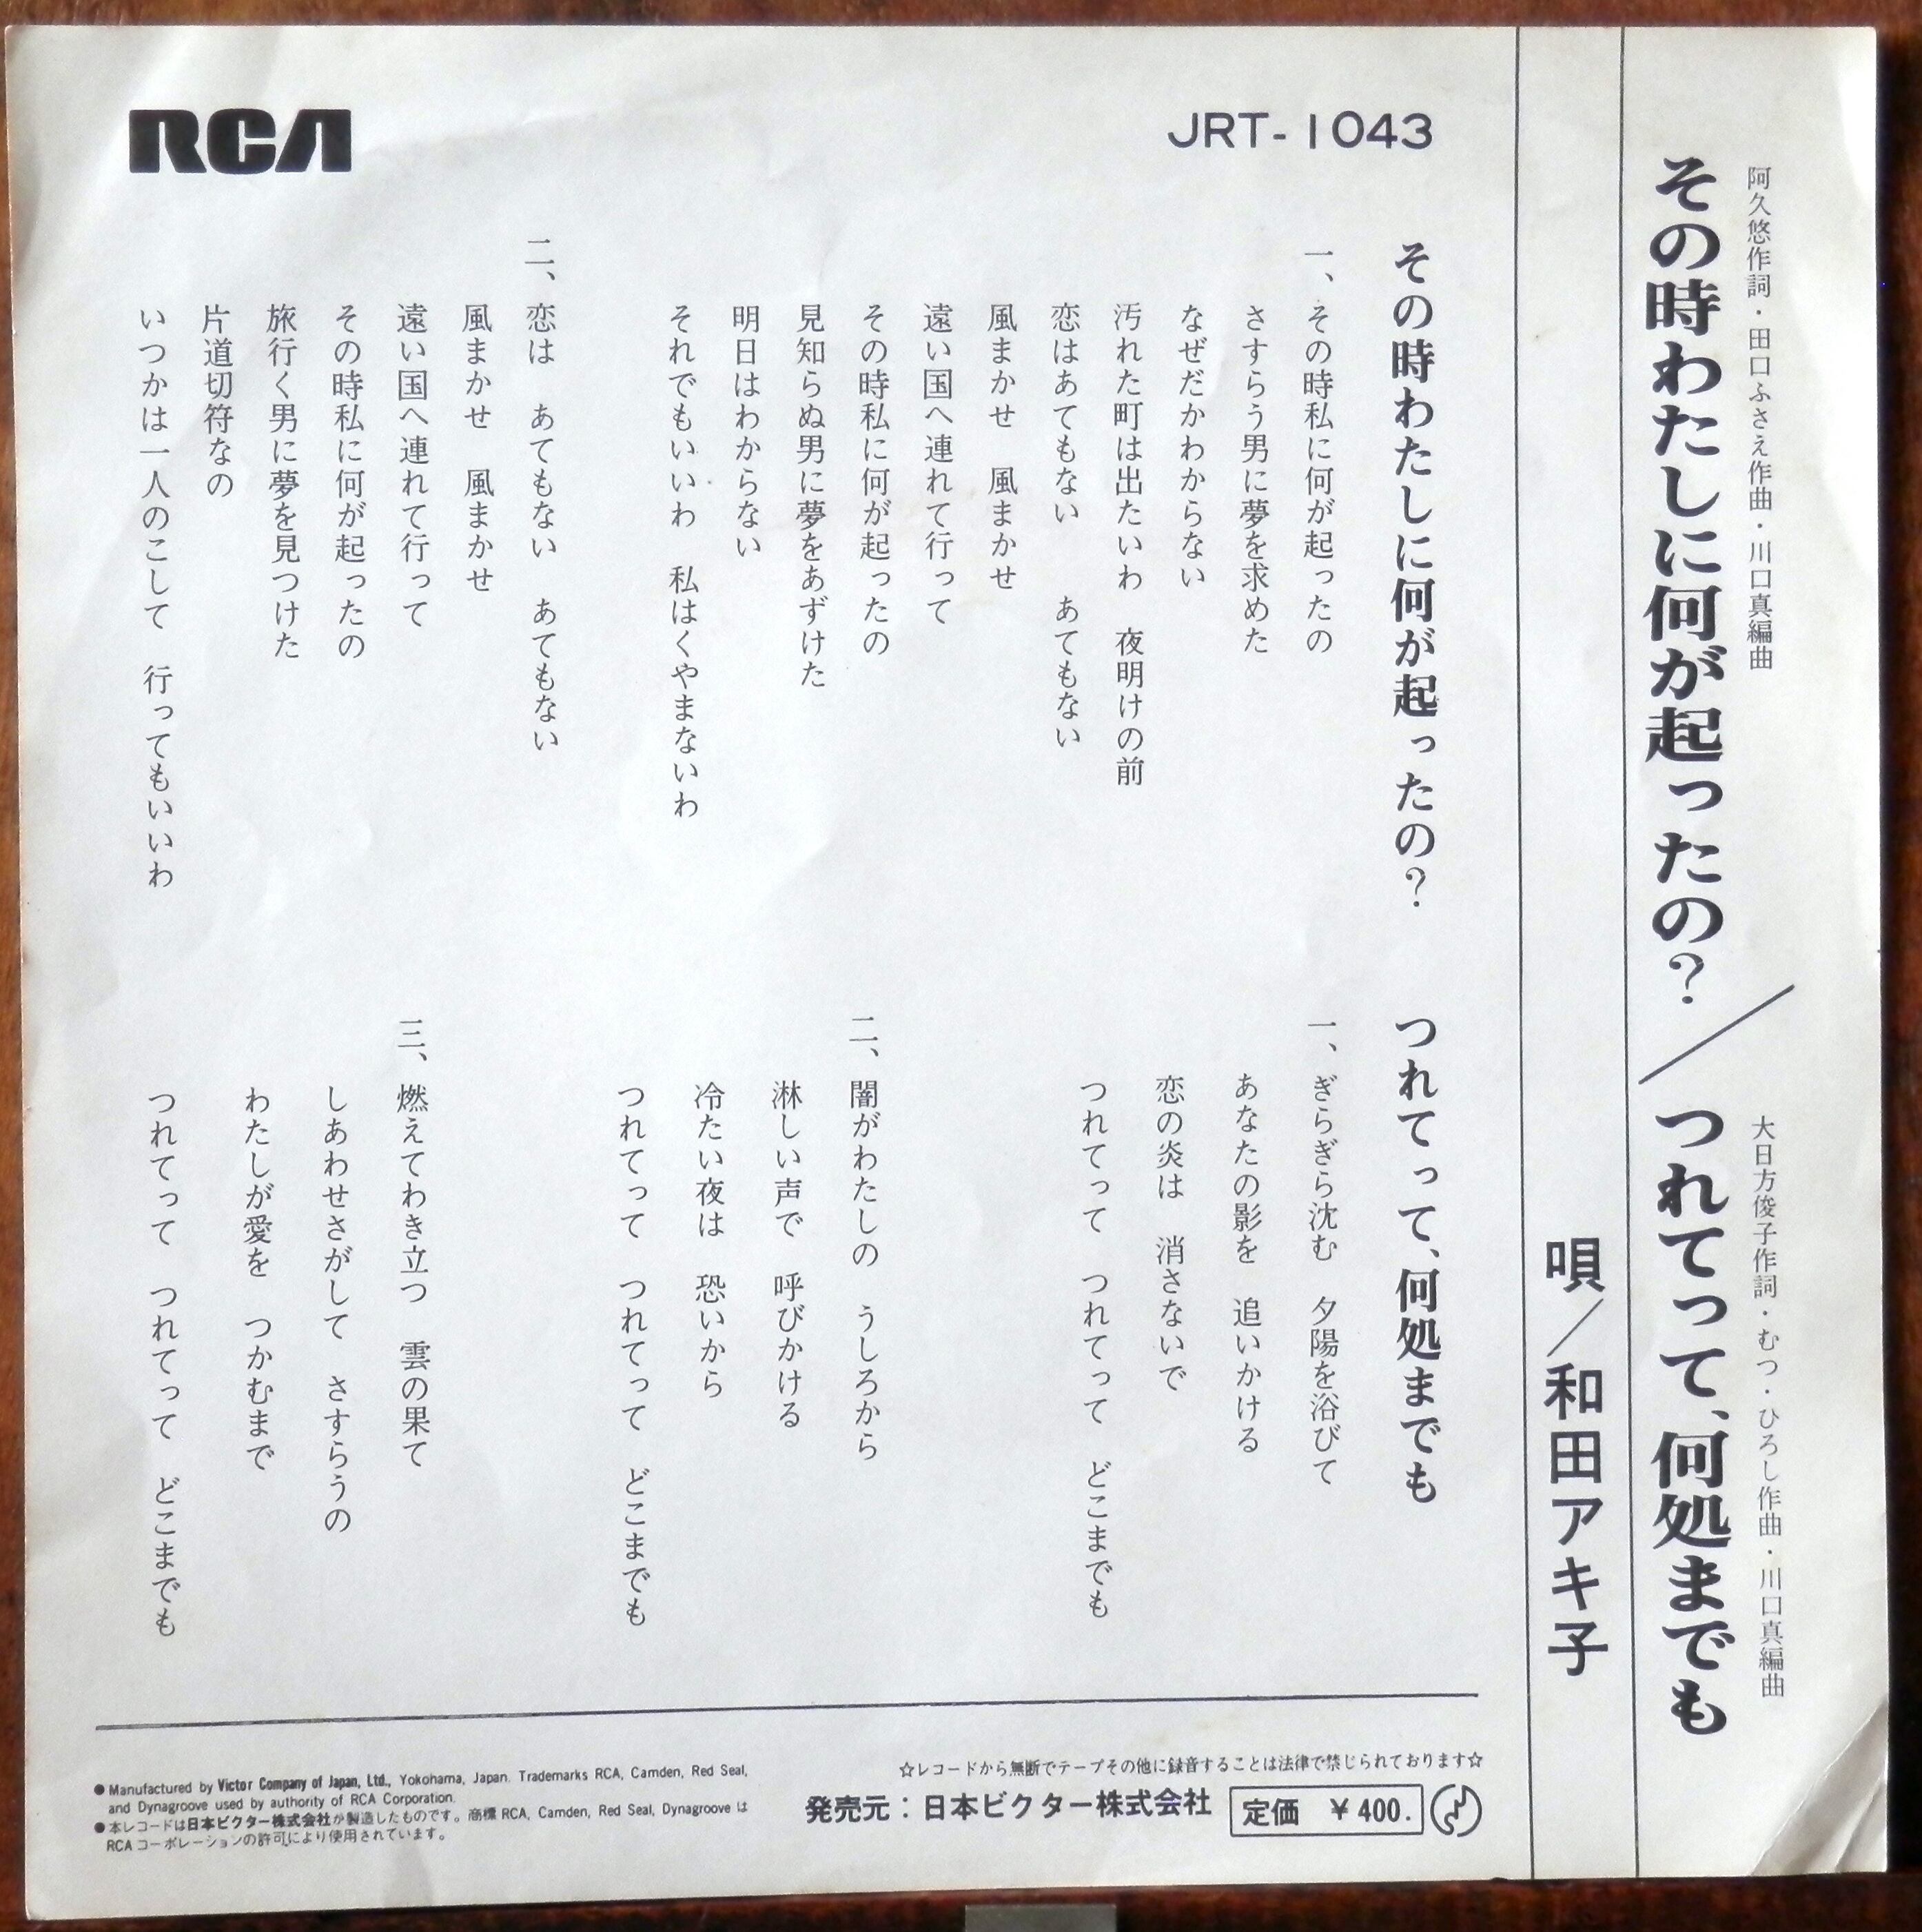 阿久悠作詞・田口ふさえ作曲・川口真編曲
大日方俊子作詞・むつ・ひろし作曲・川口真編曲
その時わたしに何が起ったの?／つれてって、何処までも
唄／和田アキ子
JRT-1043
RCA
その時わたしに何が起ったの?
一、その時私に何が起ったの
さすらう男に夢を求めた
なぜだかわからない
汚れた町は出たいわ　夜明けの前
恋はあてもない　あてもない
風まかせ　風まかせ
遠い国へ連れて行って
その時私に何が起ったの
見知らぬ男に夢をあずけた
明日はわからない
それでもいいわ　私はくやまないわ
二、恋は　あてもない　あてもない
風まかせ　風まかせ
遠い国へ連れて行って
その時私に何が起ったの
旅行く男に夢を見つけた
片道切符なの
いつかは一人のこして　行ってもいいわ
つれてって、何処までも
一、ぎらぎら沈む　夕陽を浴びて
あなたの影を　追いかける
恋の炎は　消さないで
つれてって　つれてって　どこまでも
二、闇がわたしの　うしろから
淋しい声で　呼びかける
冷たい夜は　恐いから
つれてって　つれてって　どこまでも
三、燃えてわき立つ　雲の果て
しあわせさがして　さすらうの
わたしが愛を　つかむまで
つれてって　つれてって　どこまでも
☆レコードから無断でテープその他に録音することは法律で禁じられております☆
発売元：日本ビクター株式会社　定価　￥400.
●Manufactured by Victor Company of Japan, Ltd., Yokohama, Japan. Trademarks RCA, Camden, Red Seal,
and Dynagroove used by authority of RCA Corporation.
●本レコードは日本ビクター株式会社が製造したものです。商標 RCA, Camden, Red Seal, Dynagroove は
RCA コーポレーションの許可により使用されています。